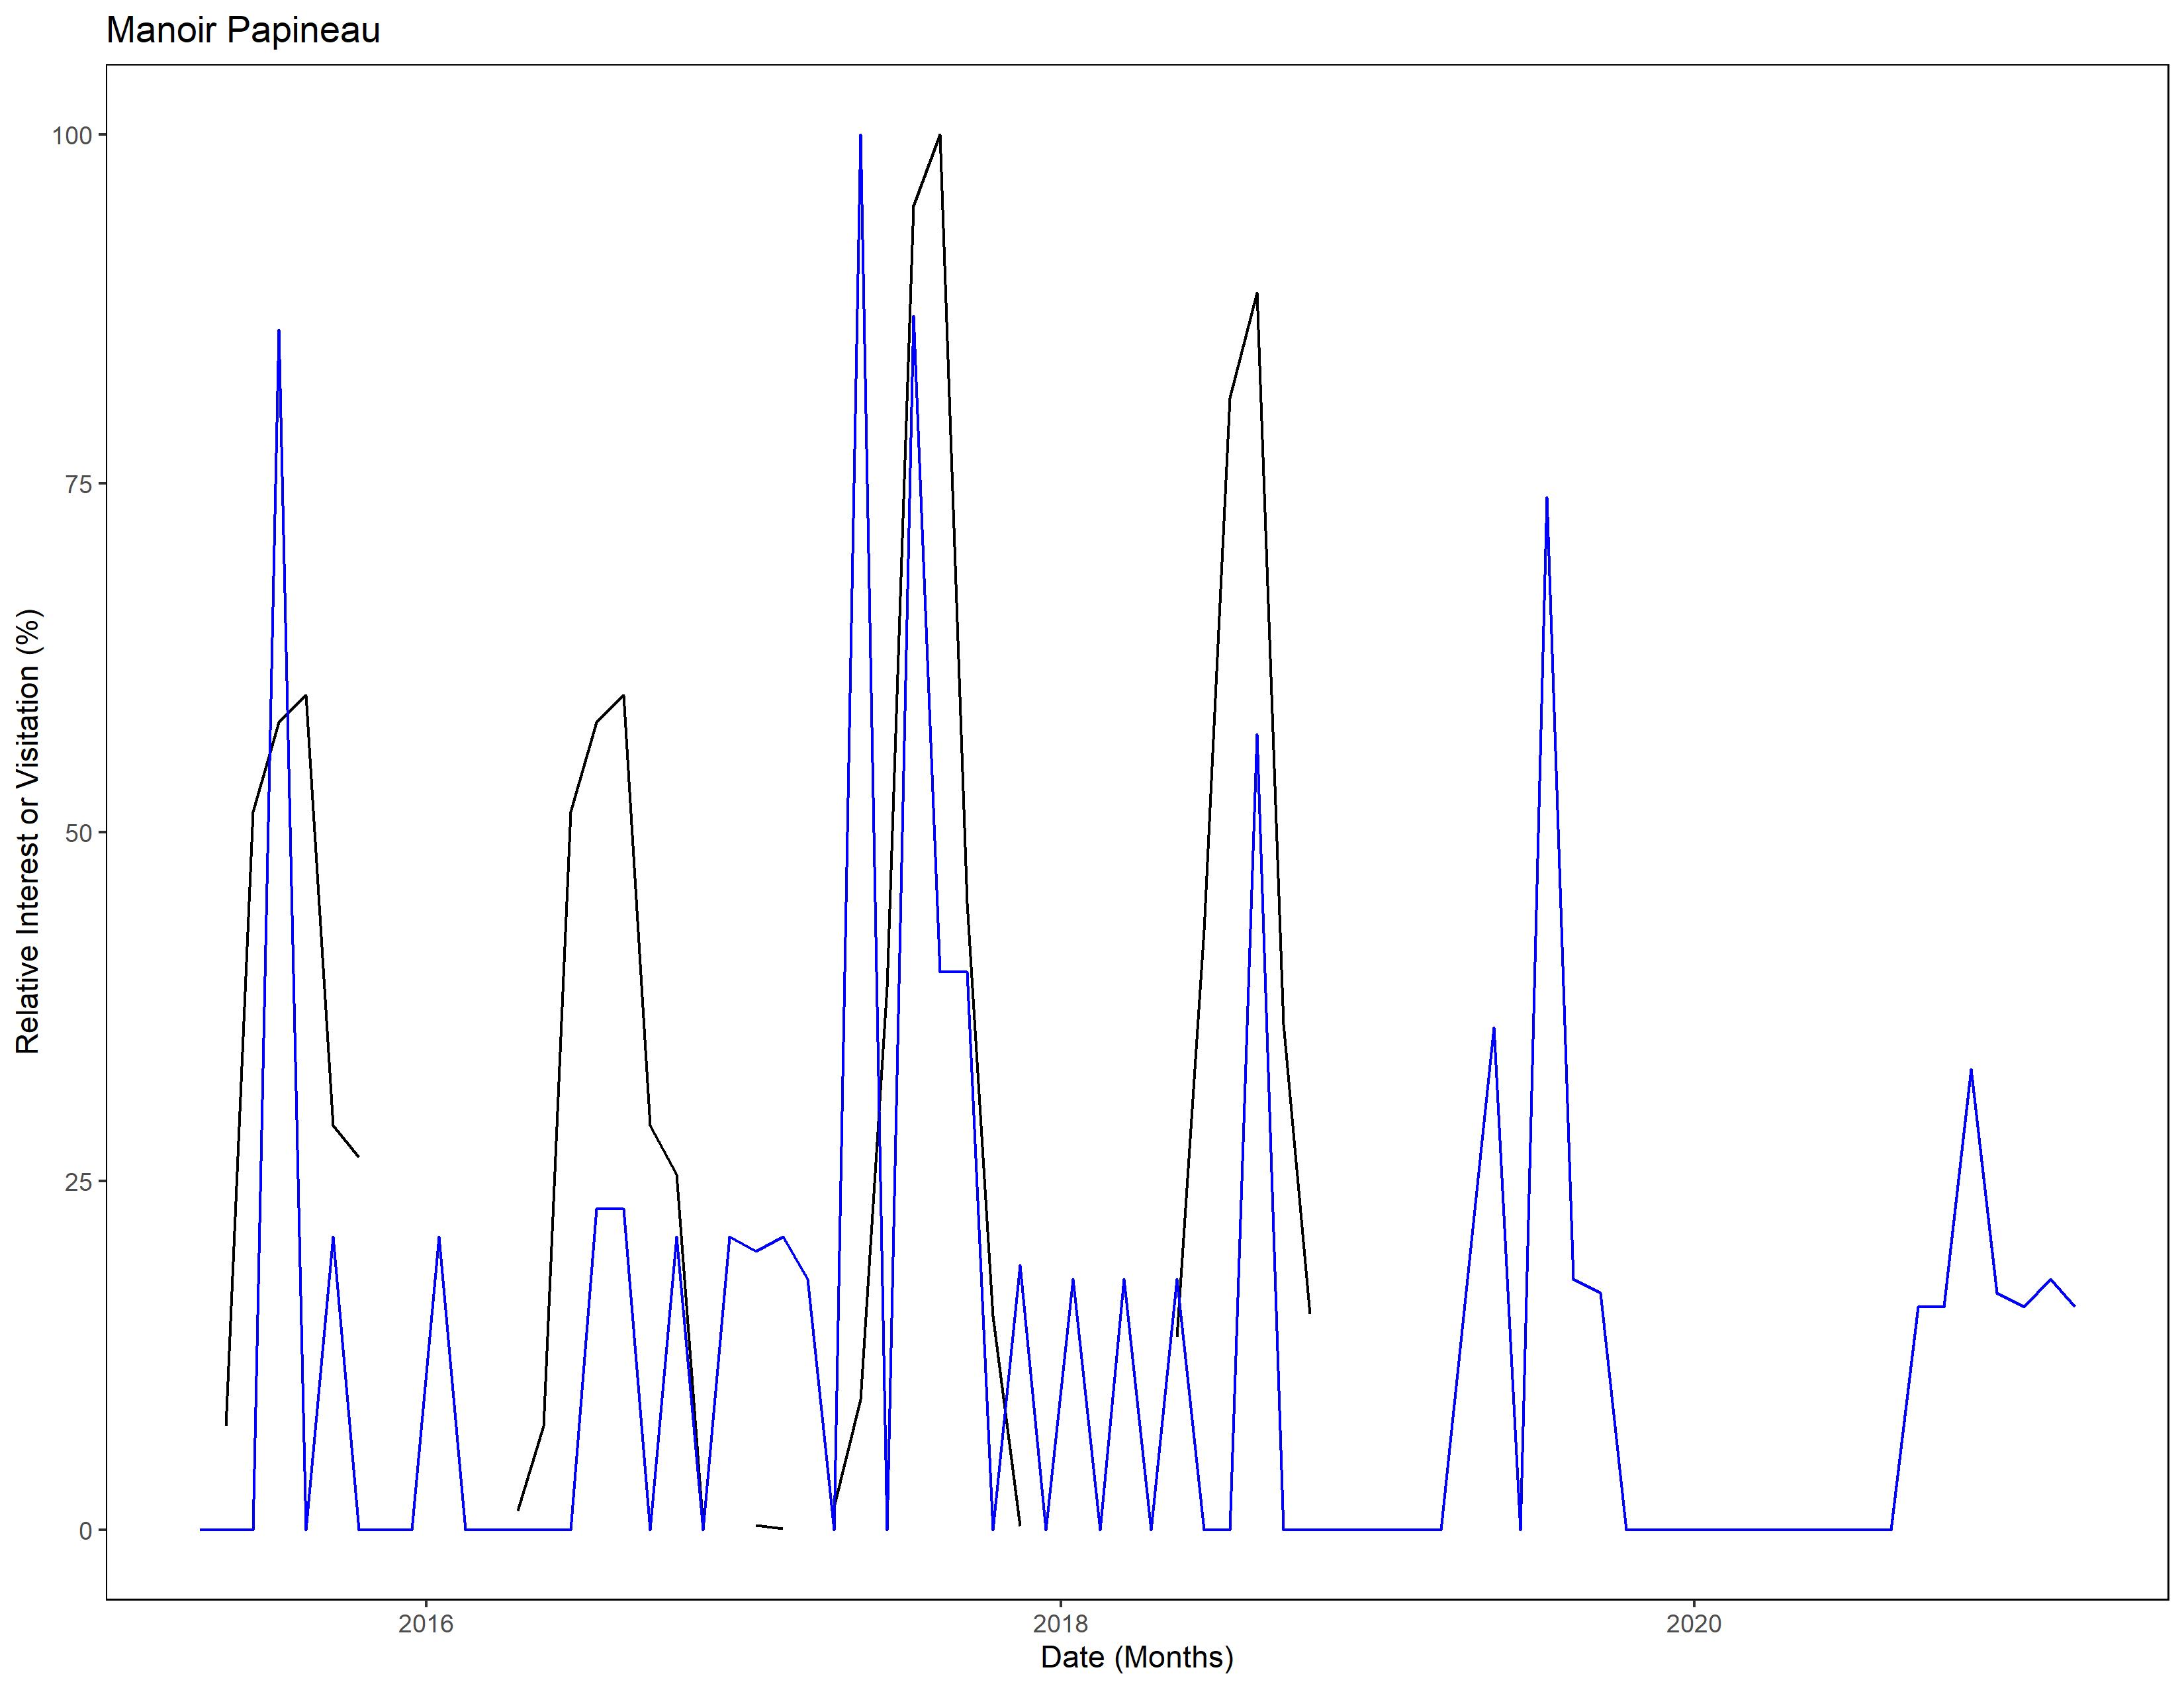 Manoir Papineau
100
75
50
25
0
Relative Interest or Visitation (%)
2016
2018
2020
Date (Months)